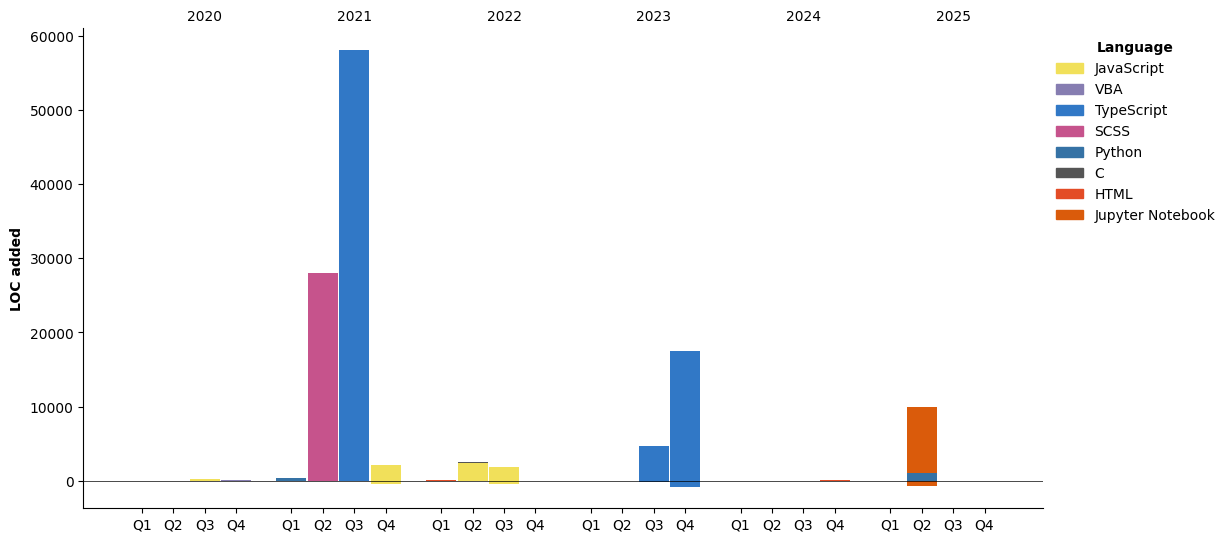 2020 2021 2022 2023 2024 2025
60000
50000
40000
30000
20000
10000
0
LOC added
Q1 Q2 Q3 Q4 Q1 Q2 Q3 Q4 Q1 Q2 Q3 Q4 Q1 Q2 Q3 Q4 Q1 Q2 Q3 Q4 Q1 Q2 Q3 Q4
Language
JavaScript
VBA
TypeScript
SCSS
Python
C
HTML
Jupyter Notebook